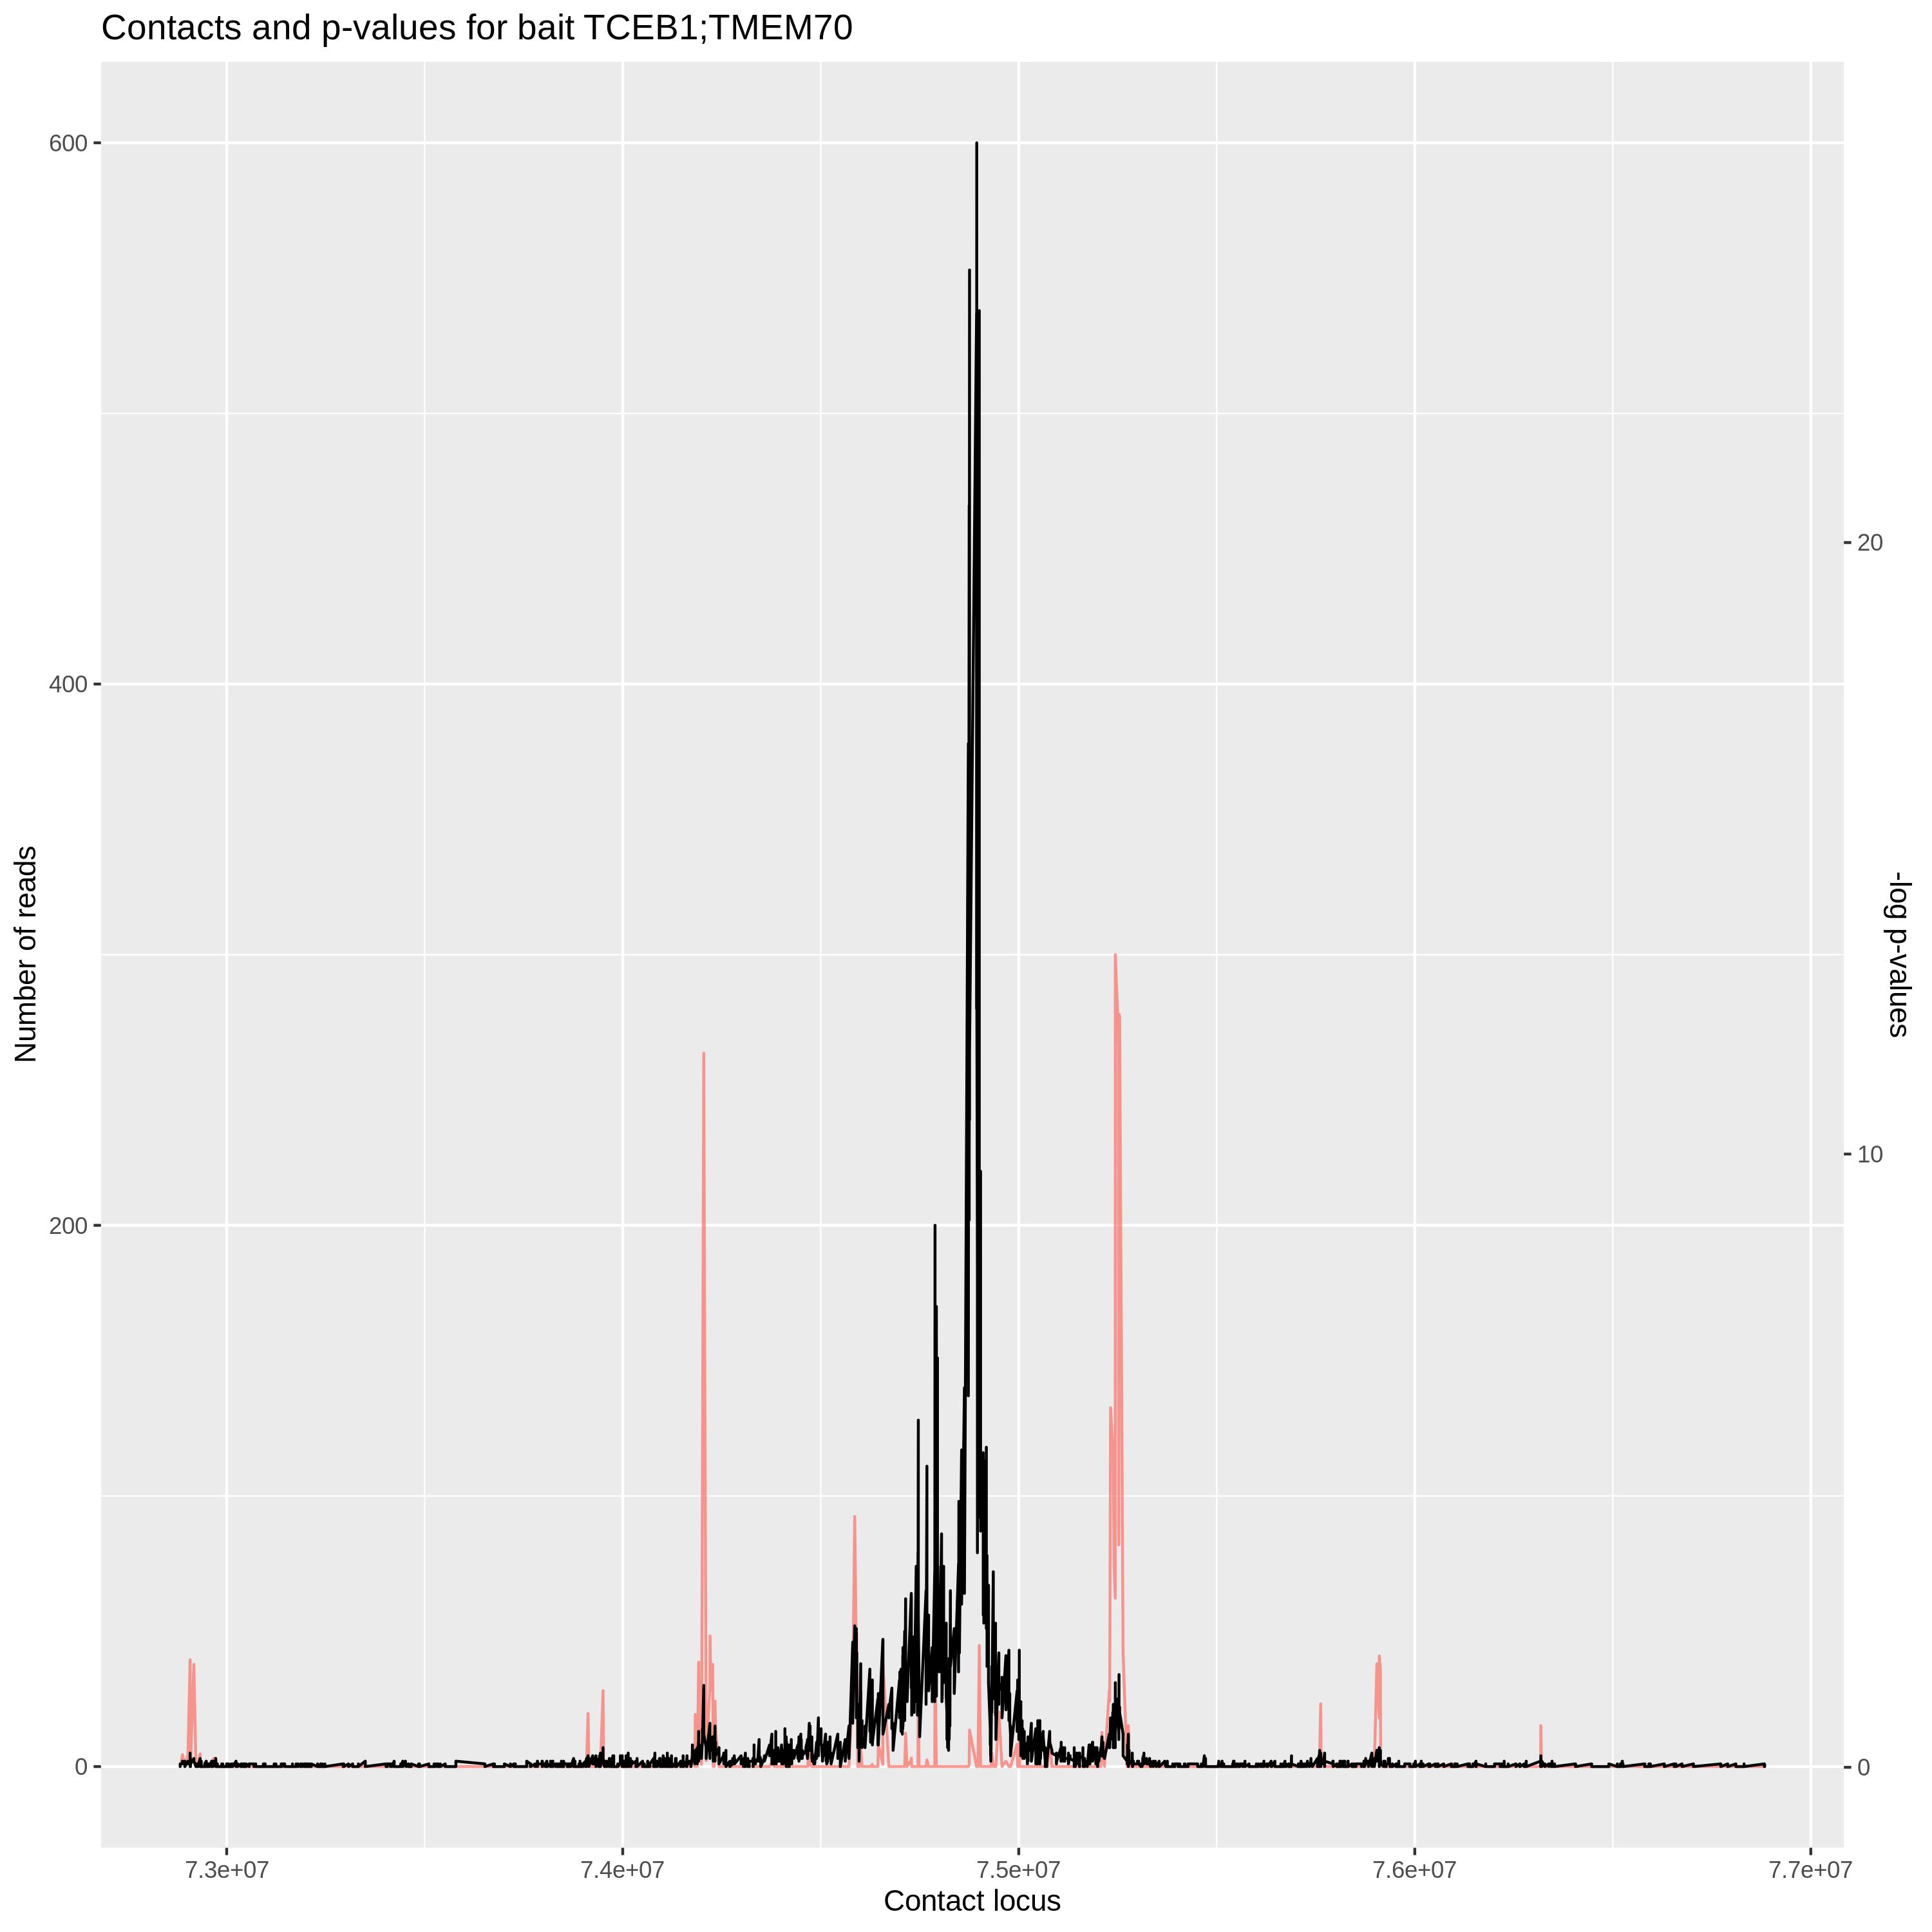 Contacts and p-values for bait TCEB1;TMEM70
600
400
200
0
Number of reads
20
10
0
-log p-values
7.3e+07
7.4e+07
7.5e+07
7.6e+07
7.7e+07
Contact locus